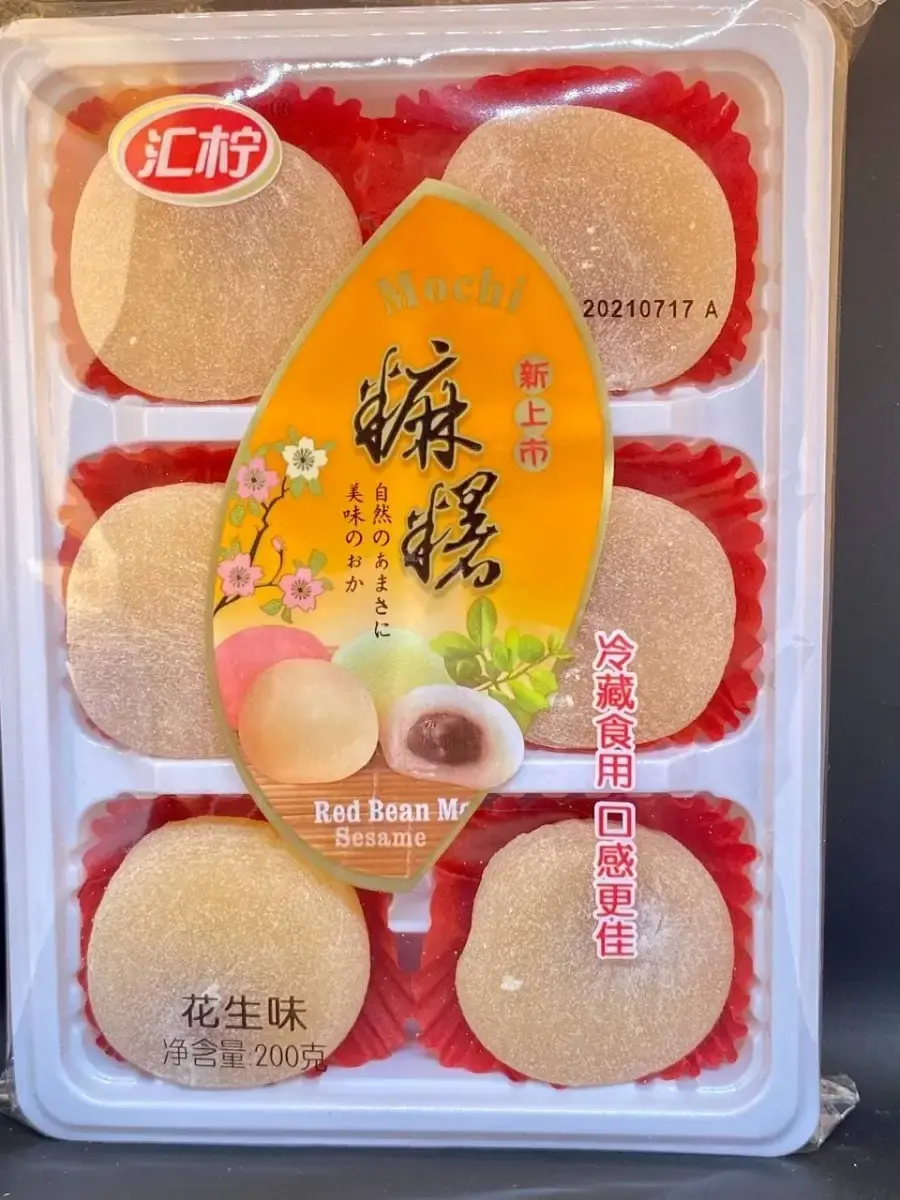 汇柠
®
Mochi
20210717 A
糍粑
新上市
自然のあまさに
美味のおか
冷藏食用 口感更佳
Red Bean Mo
Sesame
花生味
净含量:200克